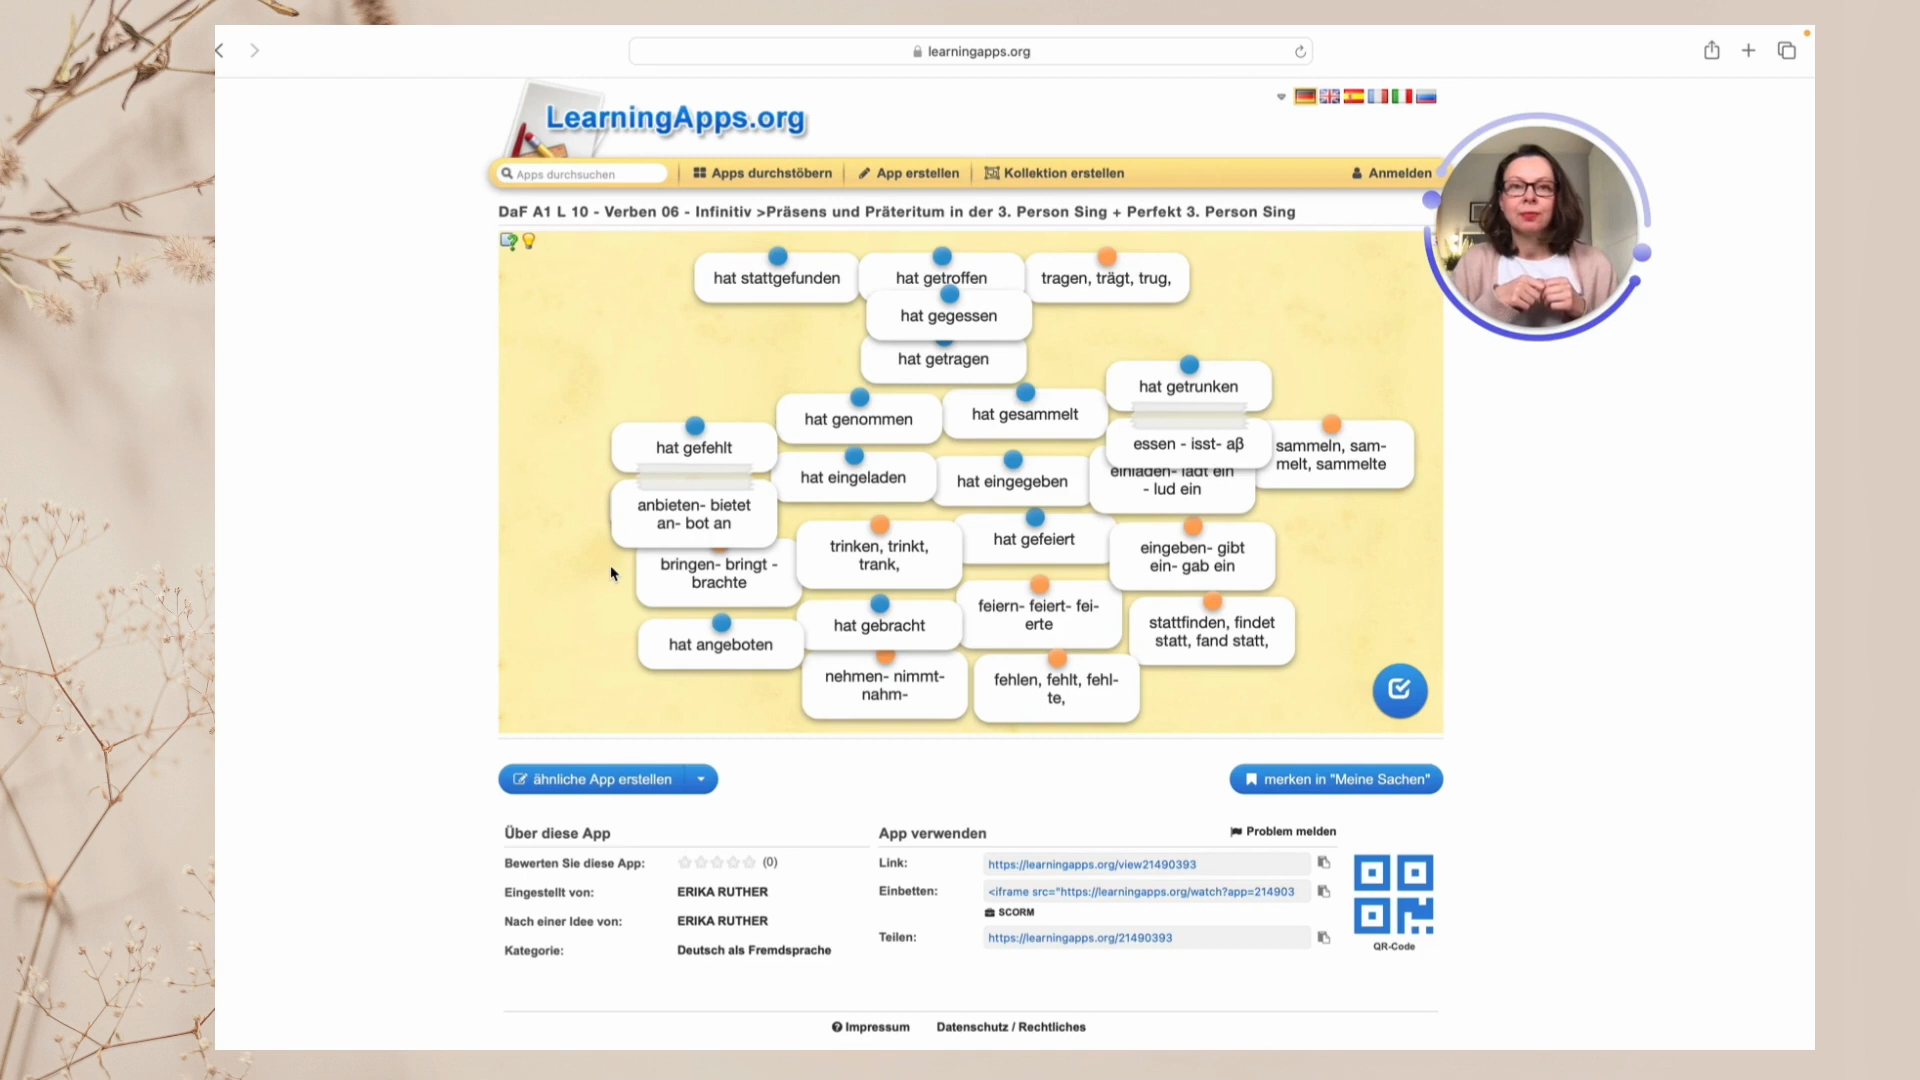 learningapps.org
LearningApps.org
Apps durchsuchen
Apps durchstöbern
App erstellen
Kollektion erstellen
Anmelden
DaF A1 L 10 - Verben 06 - Infinitiv >Präsens und Präteritum in der 3. Person Sing + Perfekt 3. Person Sing
hat stattgefunden
hat getroffen
tragen, trägt, trug,
hat gegessen
hat getragen
hat getrunken
hat genommen
hat gesammelt
hat gefehlt
essen - isst- aβ
sammeln, sam-
melt, sammelte
hat eingeladen
hat eingegeben
einladen- lädt ein
- lud ein
anbieten- bietet
an- bot an
trinken, trinkt,
trank,
hat gefeiert
eingeben- gibt
ein- gab ein
bringen- bringt -
brachte
feiern- feiert- fei-
erte
stattfinden, findet
statt, fand statt,
hat gebracht
hat angeboten
nehmen- nimmt-
nahm-
fehlen, fehlt, fehl-
te,
ähnliche App erstellen
merken in "Meine Sachen"
Über diese App
Bewerten Sie diese App:
(0)
Eingestellt von:
ERIKA RUTHER
Nach einer Idee von:
ERIKA RUTHER
Kategorie:
Deutsch als Fremdsprache
App verwenden
Problem melden
Link:
https://learningapps.org/view21490393
Einbetten:
<iframe src="https://learningapps.org/watch?app=214903
SCORM
Teilen:
https://learningapps.org/21490393
QR-Code
Impressum
Datenschutz / Rechtliches